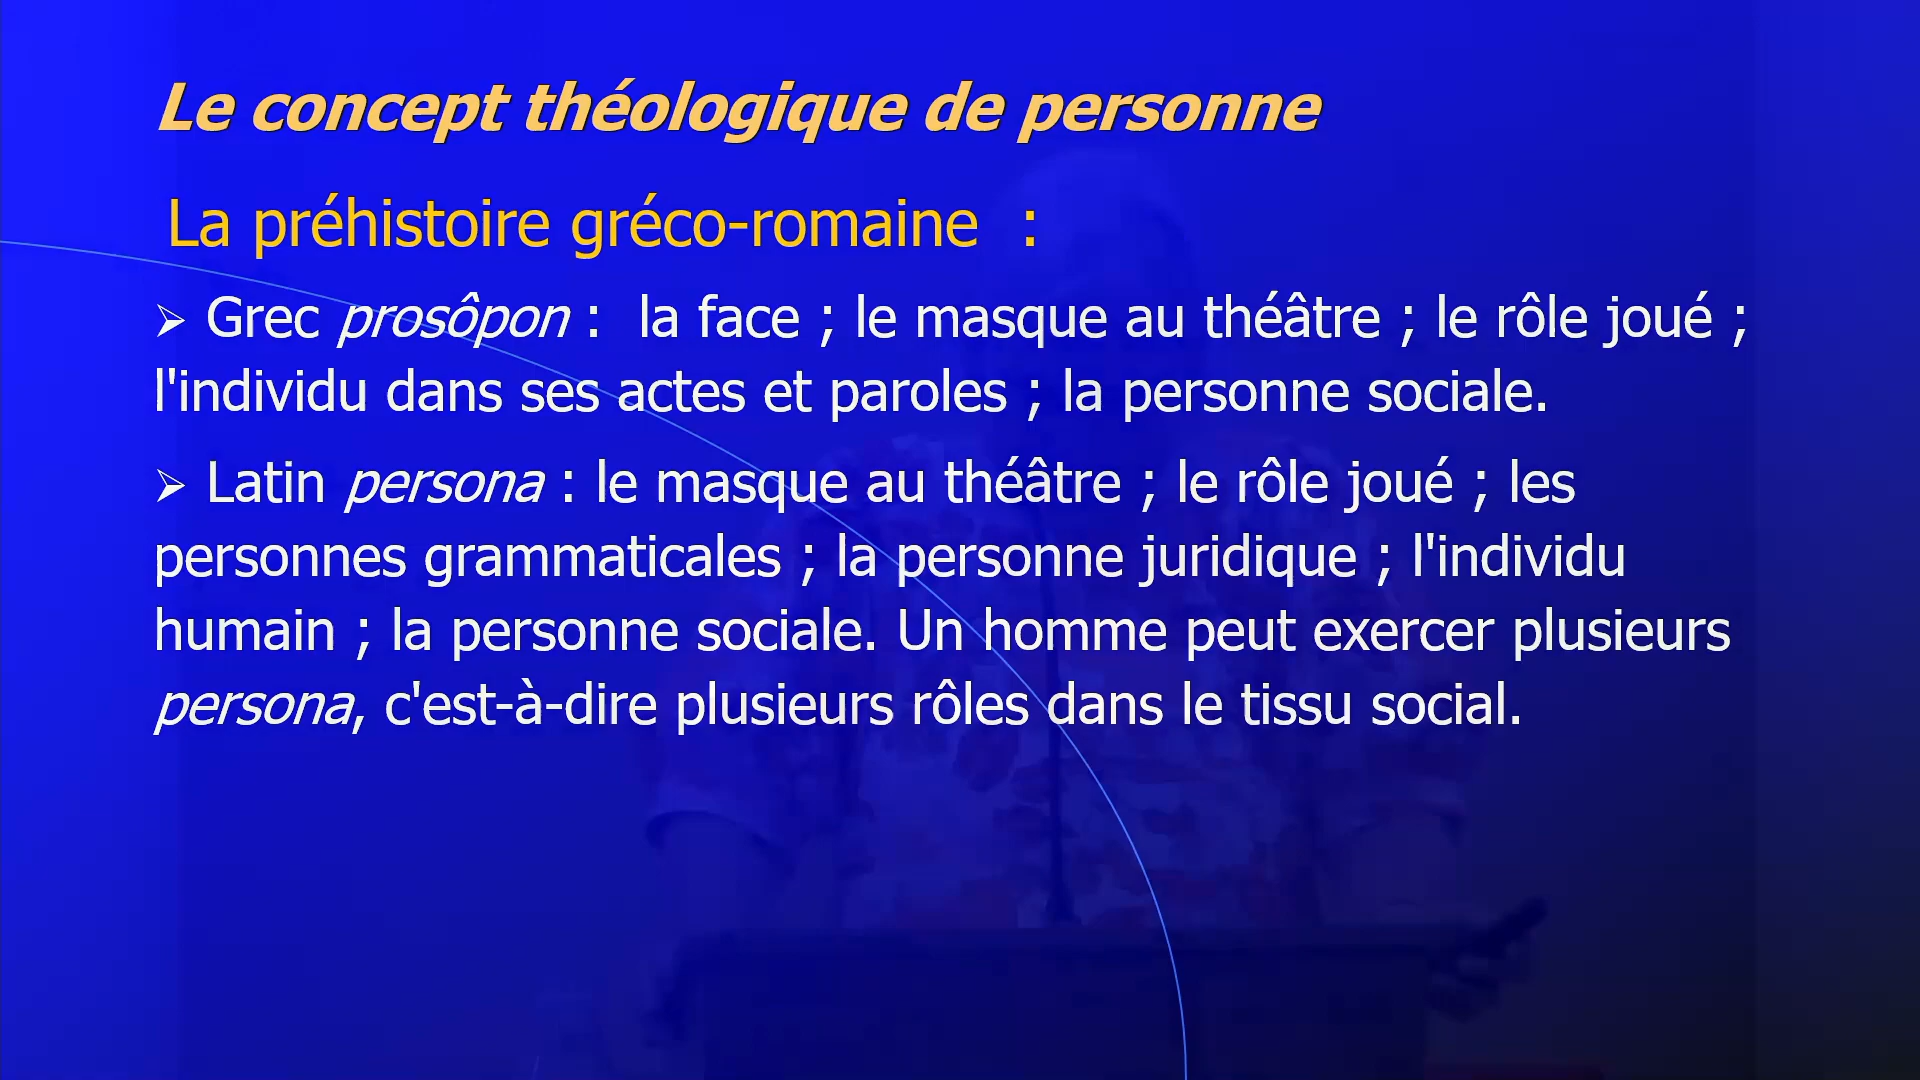 Le concept théologique de personne
La préhistoire gréco-romaine  :
➢ Grec prosôpon :  la face ; le masque au théâtre ; le rôle joué ;
l'individu dans ses actes et paroles ; la personne sociale.
➢ Latin persona : le masque au théâtre ; le rôle joué ; les
personnes grammaticales ; la personne juridique ; l'individu
humain ; la personne sociale. Un homme peut exercer plusieurs
persona, c'est-à-dire plusieurs rôles dans le tissu social.